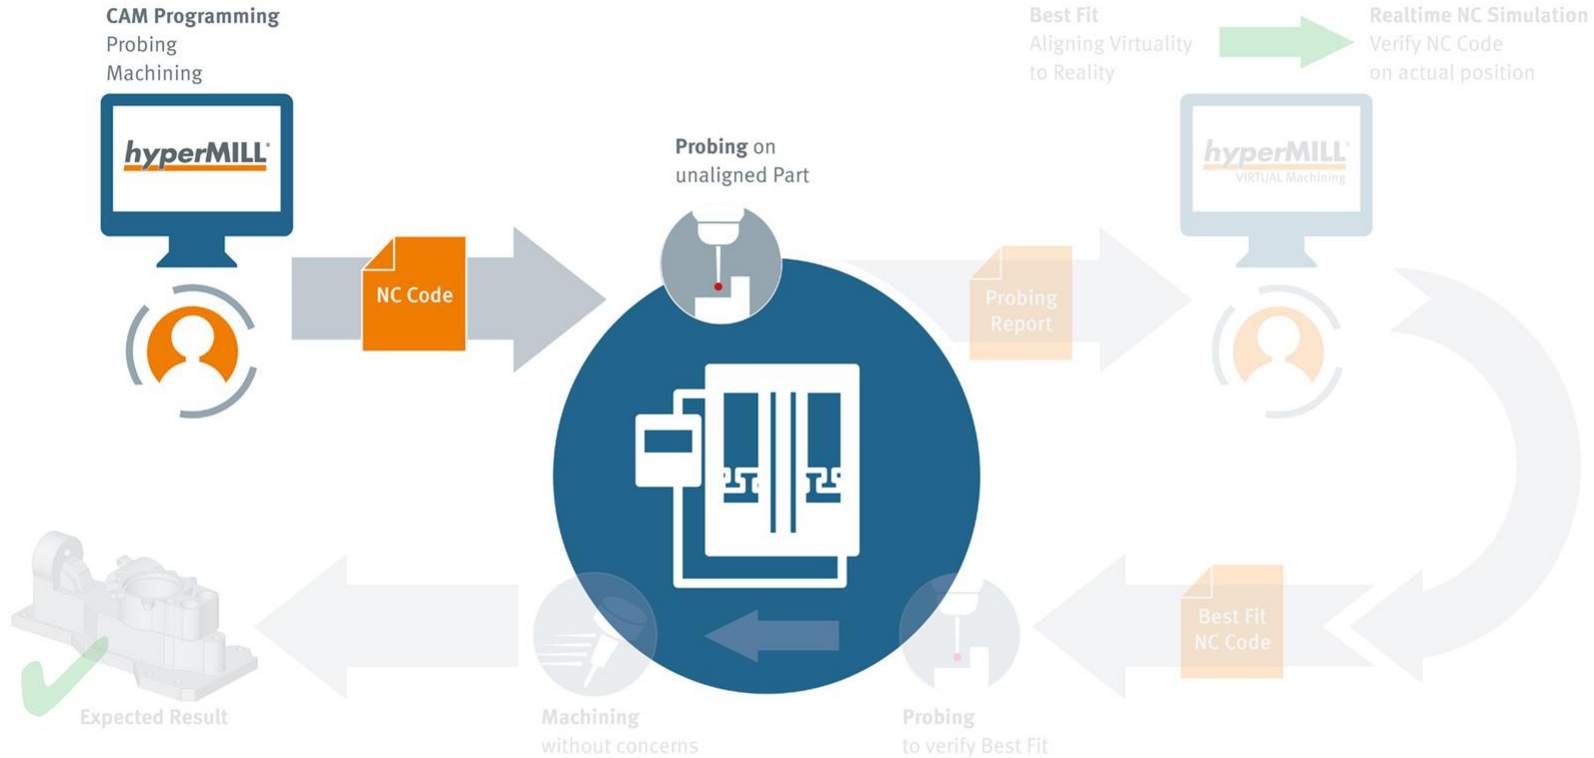 CAM Programming
Probing
Machining
hyperMILL®
NC Code
Probing on
unaligned Part
Probing
Report
Best Fit
Aligning Virtuality
to Reality
Realtime NC Simulation
Verify NC Code
on actual position
hyperMILL®
VIRTUAL Machining
Best Fit
NC Code
Probing
to verify Best Fit
Machining
without concerns
Expected Result